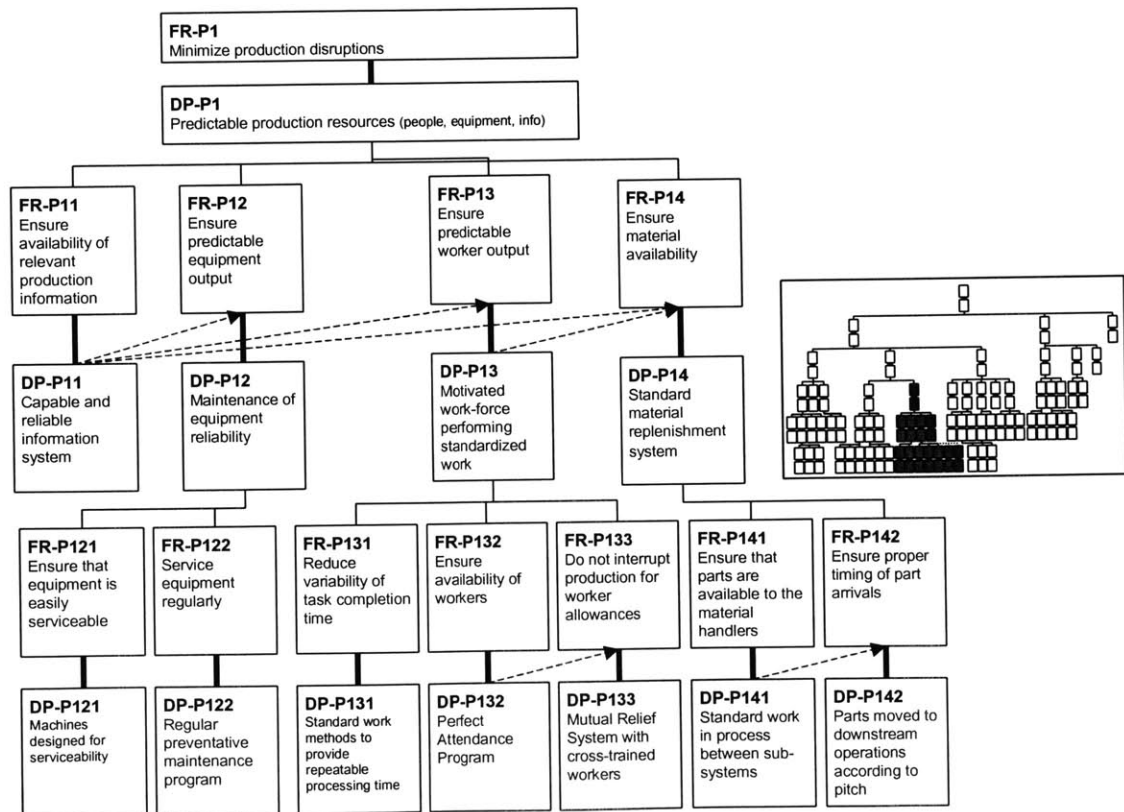 FR-P1
Minimize production disruptions
DP-P1
Predictable production resources (people, equipment, info)
FR-P11
Ensure
availability of
relevant
production
information
FR-P12
Ensure
predictable
equipment
output
FR-P13
Ensure
predictable
worker output
FR-P14
Ensure
material
availability
DP-P11
Capable and
reliable
information
system
DP-P12
Maintenance of
equipment
reliability
DP-P13
Motivated
work-force
performing
standardized
work
DP-P14
Standard
material
replenishment
system
FR-P121
Ensure that
equipment is
easily
serviceable
FR-P122
Service
equipment
regularly
FR-P131
Reduce
variability of
task completion
time
FR-P132
Ensure
availability of
workers
FR-P133
Do not interrupt
production for
worker
allowances
FR-P141
Ensure that
parts are
available to the
material
handlers
FR-P142
Ensure proper
timing of part
arrivals
DP-P121
Machines
designed for
serviceability
DP-P122
Regular
preventative
maintenance
program
DP-P131
Standard work
methods to
provide
repeatable
processing time
DP-P132
Perfect
Attendance
Program
DP-P133
Mutual Relief
System with
cross-trained
workers
DP-P141
Standard work
in process
between sub-
systems
DP-P142
Parts moved to
downstream
operations
according to
pitch